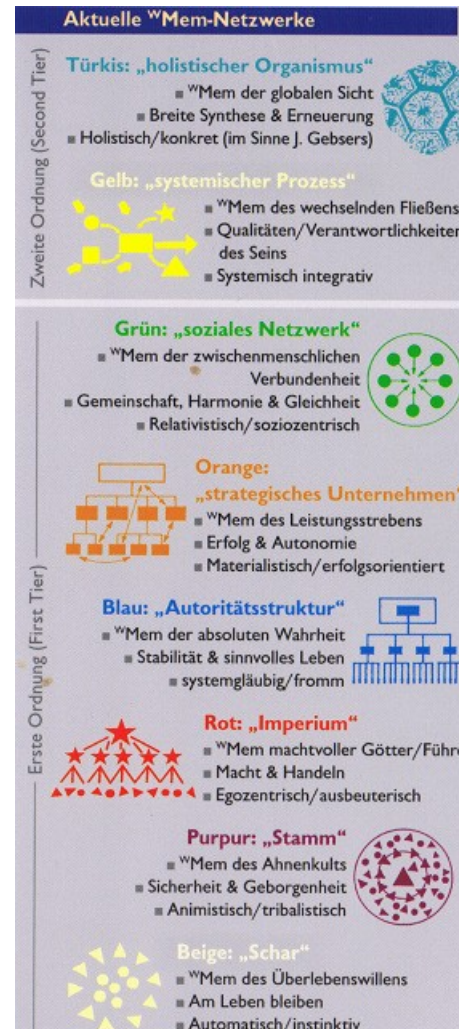 Aktuelle ᵂMem-Netzwerke
Zweite Ordnung (Second Tier)
Türkis: „holistischer Organismus“
ᵂMem der globalen Sicht
Breite Synthese & Erneuerung
Holistisch/konkret (im Sinne J. Gebsers)
Gelb: „systemischer Prozess“
ᵂMem des wechselnden Fließens
Qualitäten/Verantwortlichkeiten
des Seins
Systemisch integrativ
Erste Ordnung (First Tier)
Grün: „soziales Netzwerk“
ᵂMem der zwischenmenschlichen
Verbundenheit
Gemeinschaft, Harmonie & Gleichheit
Relativistisch/soziozentrisch
Orange:
„strategisches Unternehmen“
ᵂMem des Leistungsstrebens
Erfolg & Autonomie
Materialistisch/erfolgsorientiert
Blau: „Autoritätsstruktur“
ᵂMem der absoluten Wahrheit
Stabilität & sinnvolles Leben
systemgläubig/fromm
Rot: „Imperium“
ᵂMem machtvoller Götter/Führe
Macht & Handeln
Egozentrisch/ausbeuterisch
Purpur: „Stamm“
ᵂMem des Ahnenkults
Sicherheit & Geborgenheit
Animistisch/tribalistisch
Beige: „Schar“
ᵂMem des Überlebenswillens
Am Leben bleiben
Automatisch/instinktiv